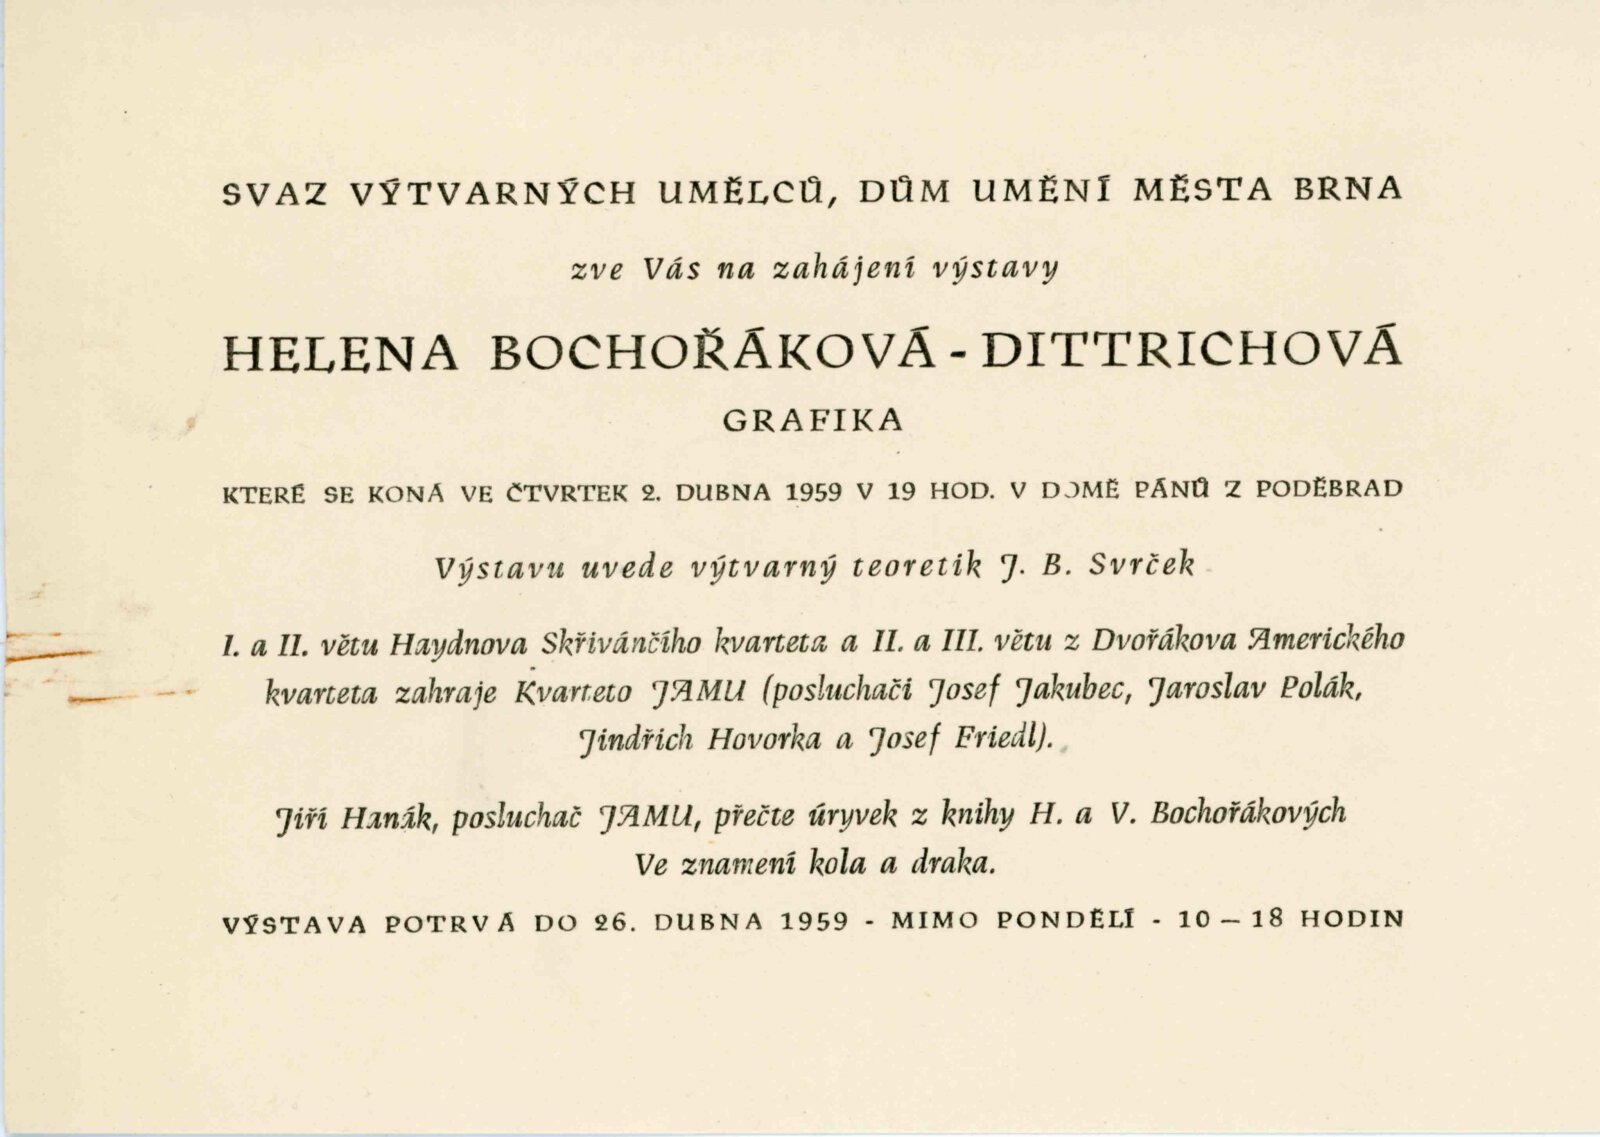 SVAZ VÝTVARNÝCH UMĚLCŮ, DŮM UMĚNÍ MĚSTA BRNA
zve Vás na zahájení výstavy
HELENA BOCHOŘÁKOVÁ - DITTRICHOVÁ
GRAFIKA
KTERÉ SE KONÁ VE ČTVRTEK 2. DUBNA 1959 V 19 HOD. V DOMĚ PÁNŮ Z PODĚBRAD
Výstavu uvede výtvarný teoretik J. B. Svrček
I. a II. větu Haydnova Skřivánčího kvarteta a II. a III. větu z Dvořákova Amerického
kvarteta zahraje Kvarteto JAMU (posluchači Josef Jakubec, Jaroslav Polák,
Jindřich Hovorka a Josef Friedl).
Jiří Hanák, posluchač JAMU, přečte úryvek z knihy H. a V. Bochořákových
Ve znamení kola a draka.
VÝSTAVA POTRVÁ DO 26. DUBNA 1959 - MIMO PONDĚLÍ - 10 – 18 HODIN